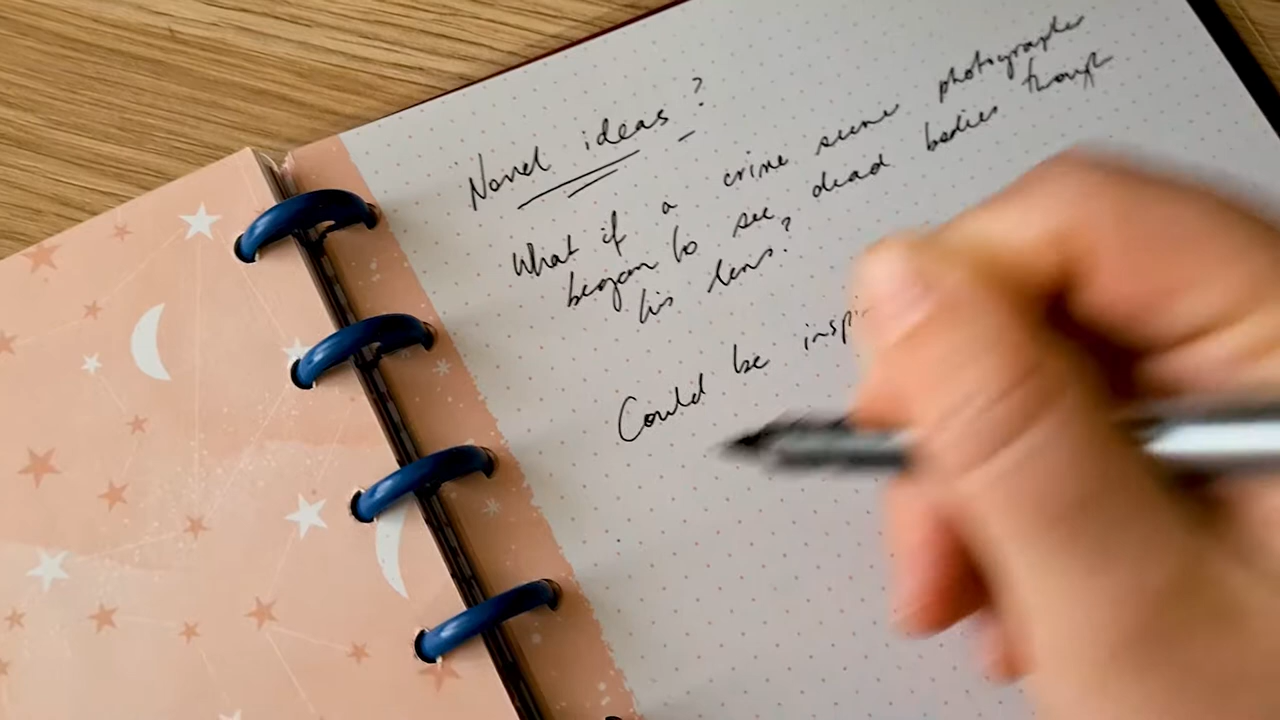 Novel ideas?
What if a crime scene photographer
began to see dead bodies through
his lens?
Could be